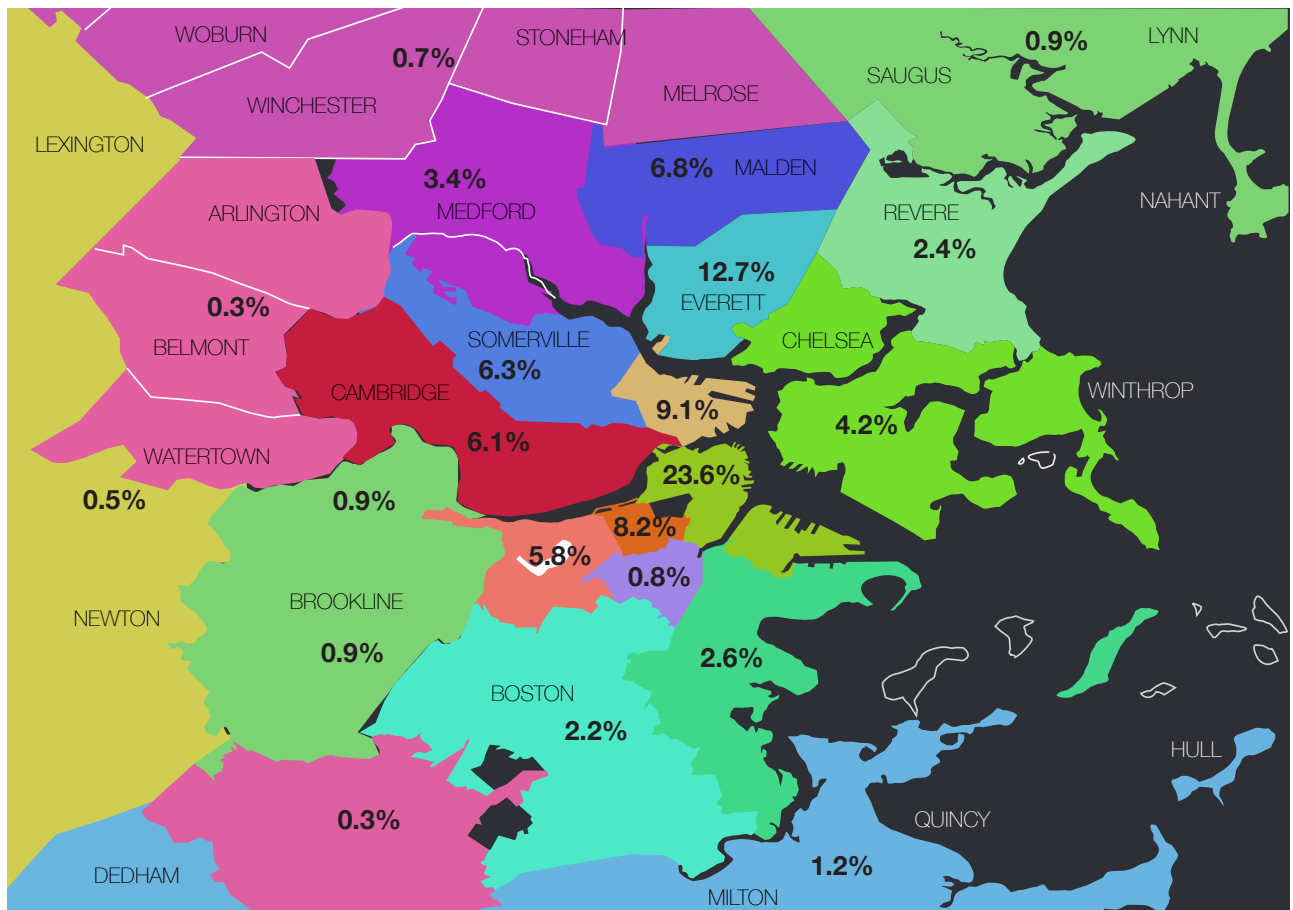 WOBURN
STONEHAM
0.9%
LYNN
0.7%
SAUGUS
WINCHESTER
MELROSE
LEXINGTON
3.4%
6.8%
MALDEN
ARLINGTON
MEDFORD
REVERE
NAHANT
2.4%
12.7%
EVERETT
0.3%
BELMONT
SOMERVILLE
CHELSEA
6.3%
CAMBRIDGE
WINTHROP
9.1%
4.2%
6.1%
WATERTOWN
23.6%
0.5%
0.9%
8.2%
5.8%
0.8%
BROOKLINE
NEWTON
0.9%
2.6%
BOSTON
2.2%
HULL
0.3%
QUINCY
DEDHAM
1.2%
MILTON